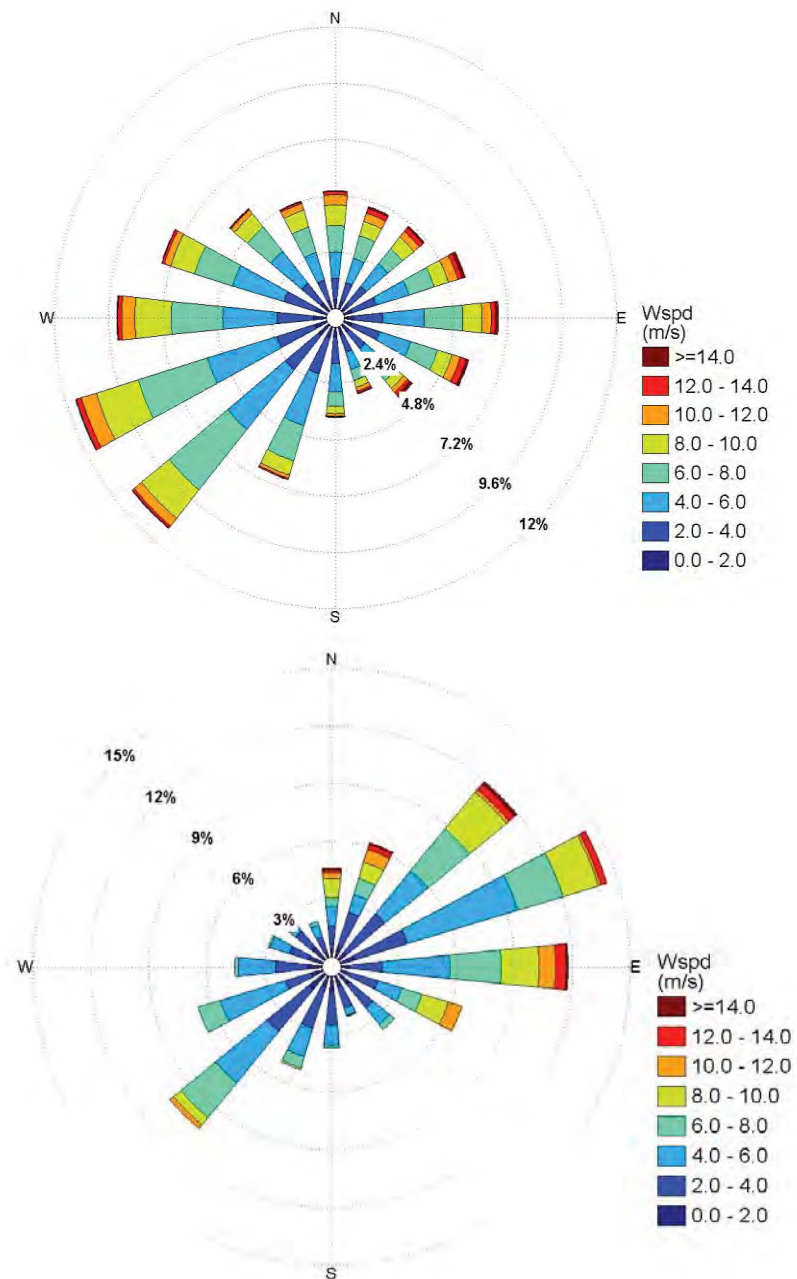 N
W
E
S
2.4%
4.8%
7.2%
9.6%
12%
Wspd
(m/s)
>=14.0
12.0 - 14.0
10.0 - 12.0
8.0 - 10.0
6.0 - 8.0
4.0 - 6.0
2.0 - 4.0
0.0 - 2.0
N
15%
12%
9%
6%
3%
W
E
S
Wspd
(m/s)
>=14.0
12.0 - 14.0
10.0 - 12.0
8.0 - 10.0
6.0 - 8.0
4.0 - 6.0
2.0 - 4.0
0.0 - 2.0